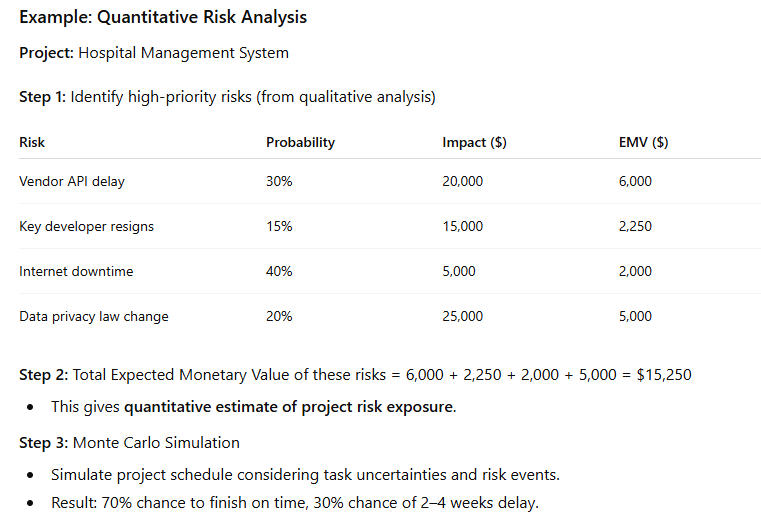 Example: Quantitative Risk Analysis
Project: Hospital Management System
Step 1: Identify high-priority risks (from qualitative analysis)
Risk Probability Impact ($) EMV ($)
Vendor API delay 30% 20,000 6,000
Key developer resigns 15% 15,000 2,250
Internet downtime 40% 5,000 2,000
Data privacy law change 20% 25,000 5,000
Step 2: Total Expected Monetary Value of these risks = 6,000 + 2,250 + 2,000 + 5,000 = $15,250
• This gives quantitative estimate of project risk exposure.
Step 3: Monte Carlo Simulation
• Simulate project schedule considering task uncertainties and risk events.
• Result: 70% chance to finish on time, 30% chance of 2–4 weeks delay.